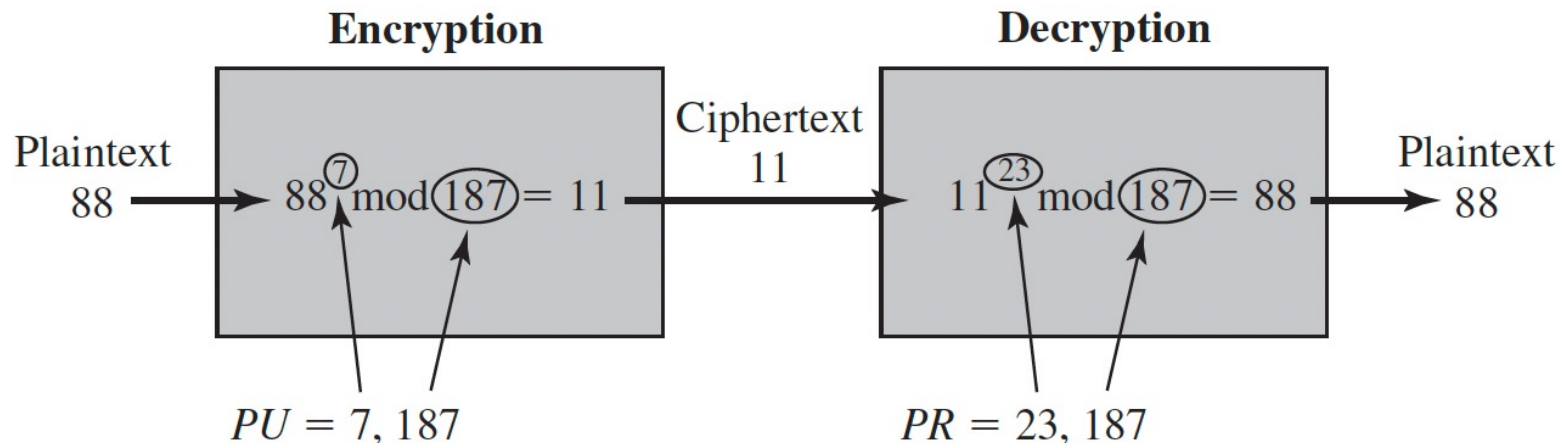 Encryption
Decryption
Plaintext
88
88^7 mod 187 = 11
Ciphertext
11
11^23 mod 187 = 88
Plaintext
88
PU = 7, 187
PR = 23, 187